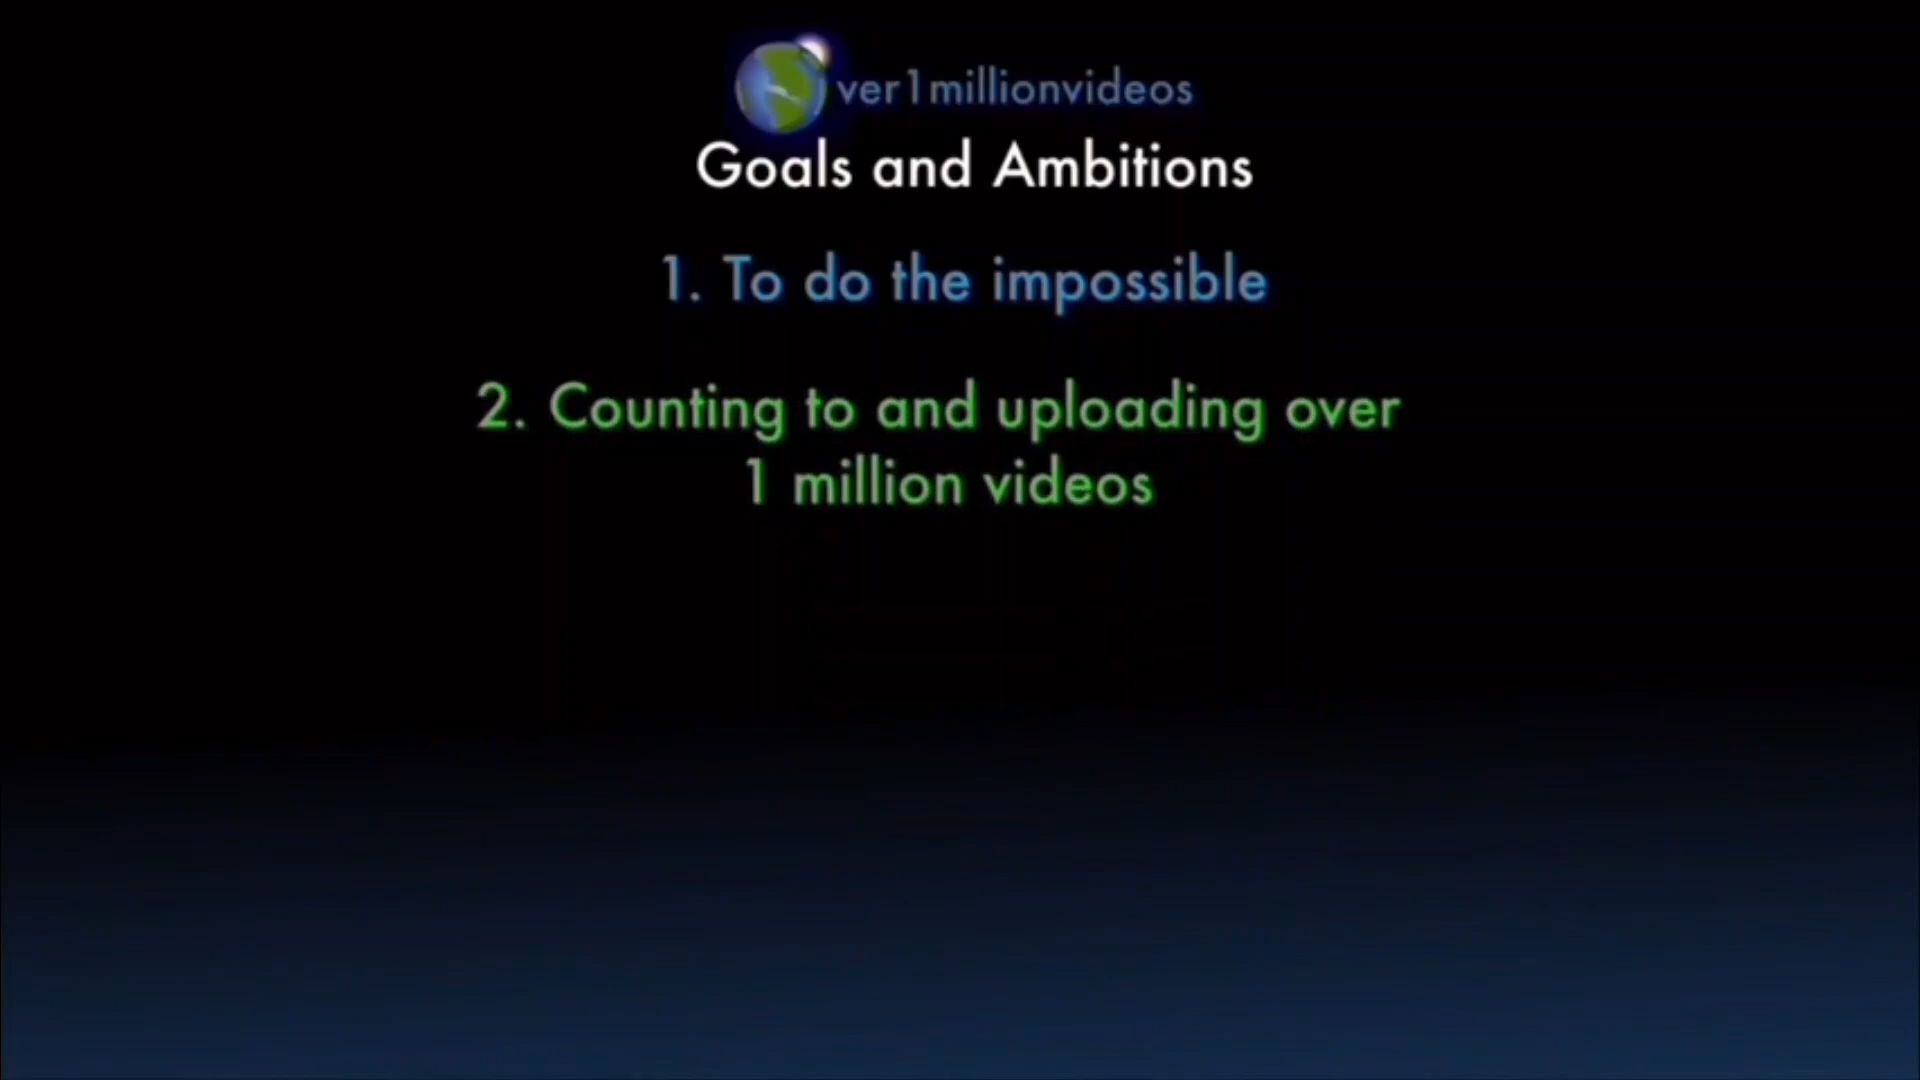 ver1millionvideos
Goals and Ambitions
1. To do the impossible
2. Counting to and uploading over
1 million videos